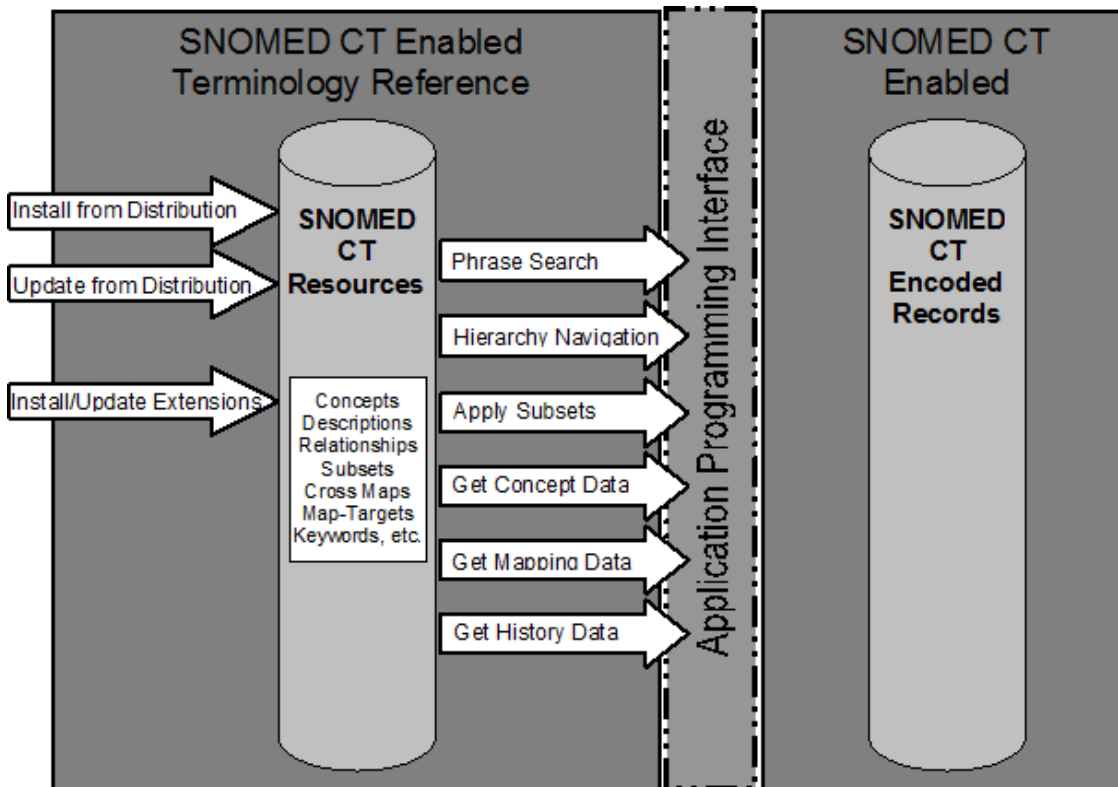 SNOMED CT Enabled
Terminology Reference
Install from Distribution
Update from Distribution
Install/Update Extensions
SNOMED
CT
Resources
Concepts
Descriptions
Relationships
Subsets
Cross Maps
Map-Targets
Keywords, etc.
Phrase Search
Hierarchy Navigation
Apply Subsets
Get Concept Data
Get Mapping Data
Get History Data
Application Programming Interface
SNOMED CT
Enabled
SNOMED
CT
Encoded
Records